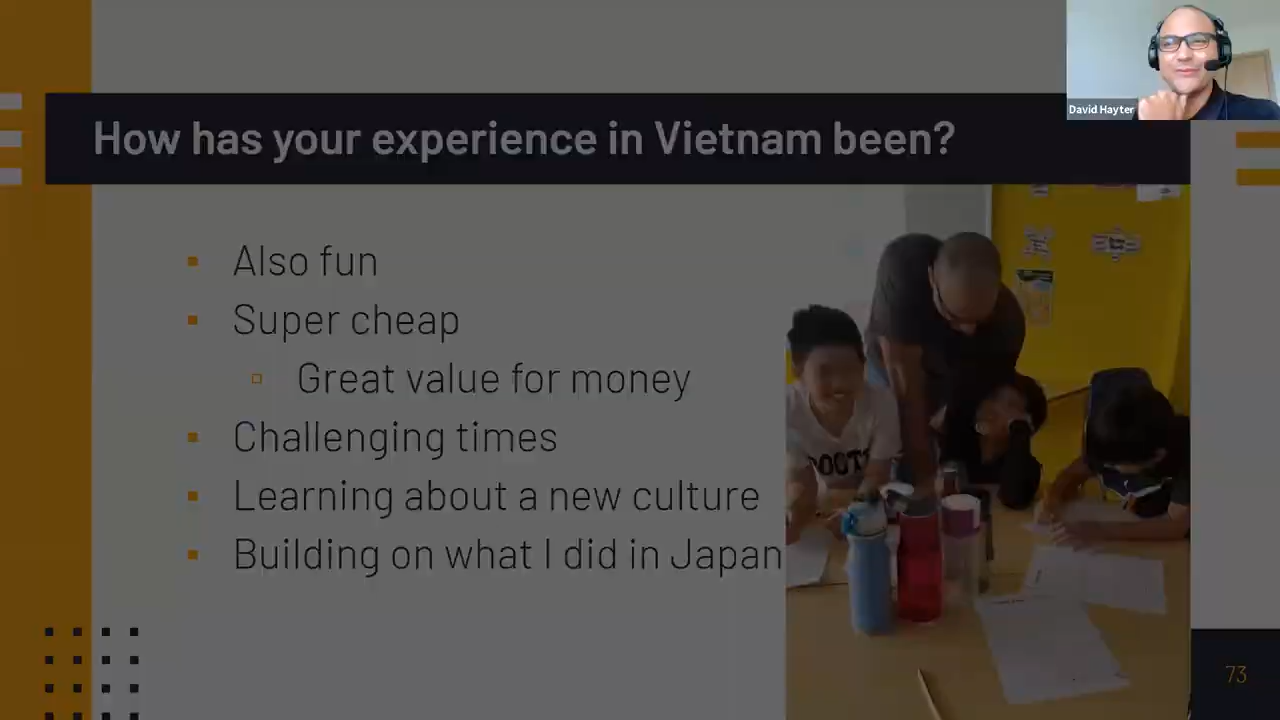 David Hayter
How has your experience in Vietnam been?
Also fun
Super cheap
Great value for money
Challenging times
Learning about a new culture
Building on what I did in Japan
73